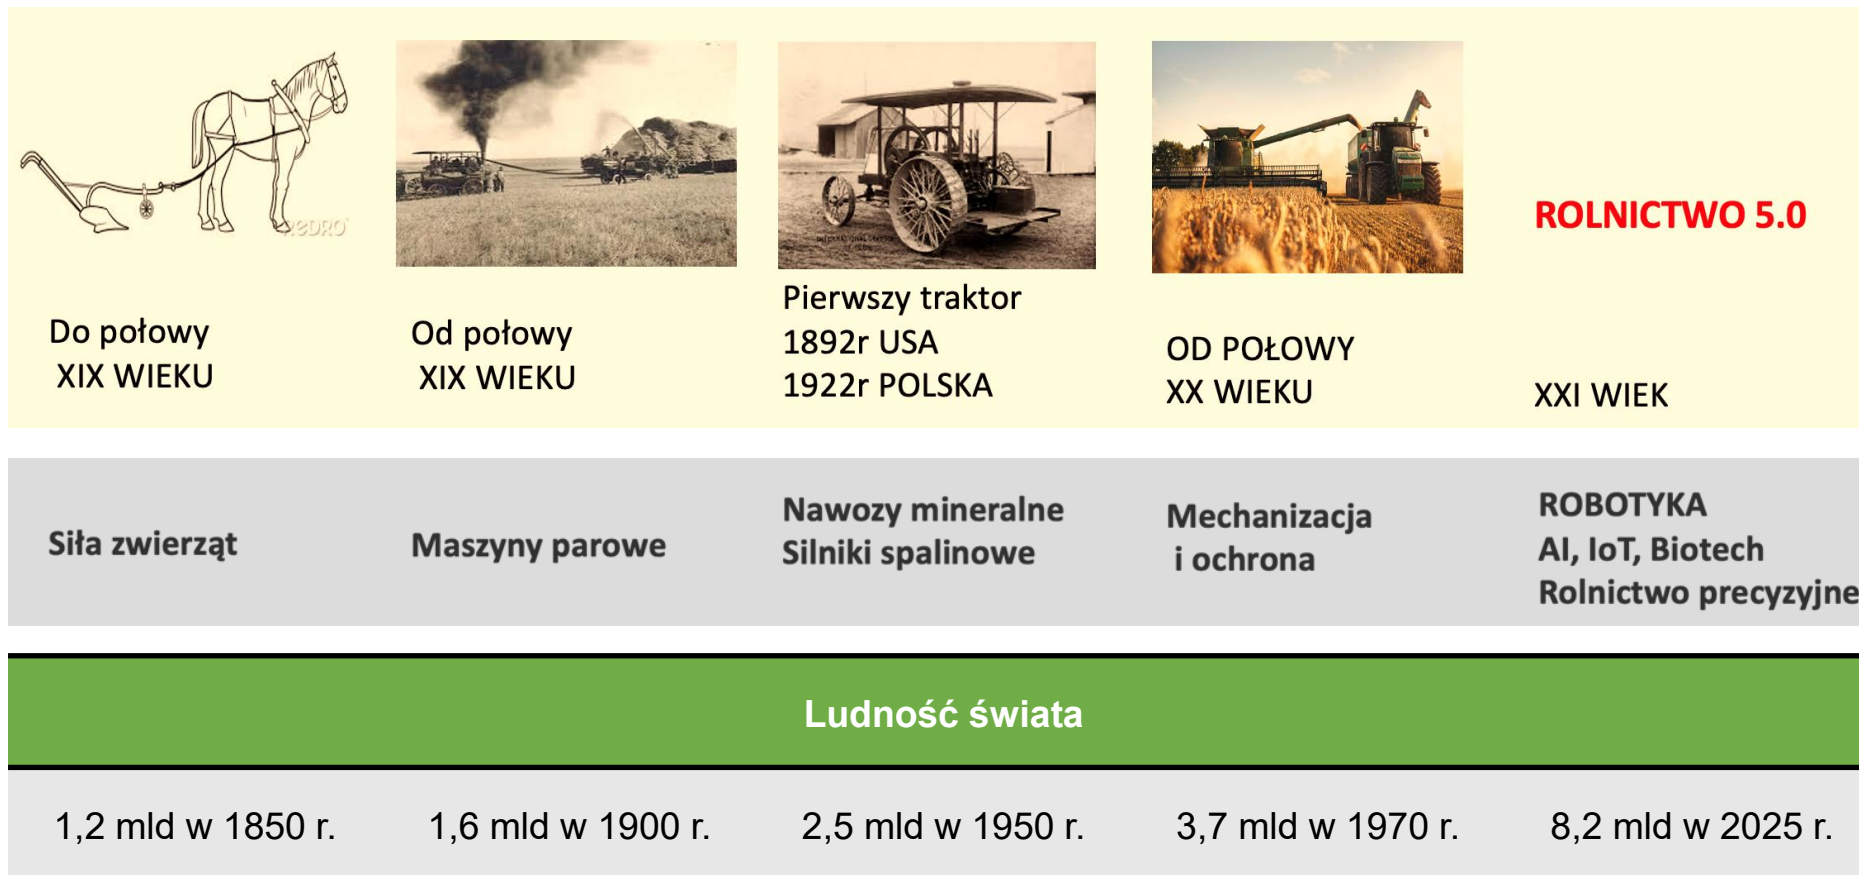 REDRO
ROLNICTWO 5.0
Do połowy
XIX WIEKU
Od połowy
XIX WIEKU
Pierwszy traktor
1892r USA
1922r POLSKA
OD POŁOWY
XX WIEKU
XXI WIEK
Siła zwierząt
Maszyny parowe
Nawozy mineralne
Silniki spalinowe
Mechanizacja
i ochrona
ROBOTYKA
AI, IoT, Biotech
Rolnictwo precyzyjne
Ludność świata
1,2 mld w 1850 r.
1,6 mld w 1900 r.
2,5 mld w 1950 r.
3,7 mld w 1970 r.
8,2 mld w 2025 r.